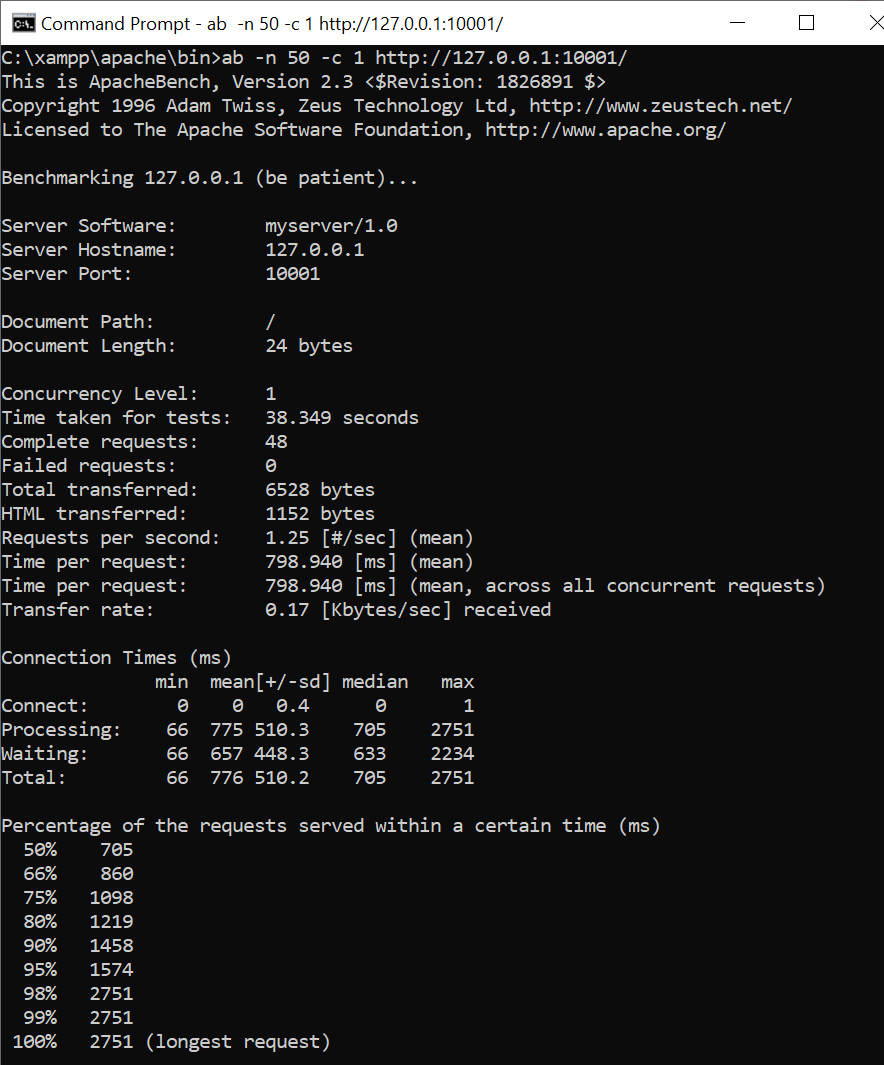 Command Prompt - ab  -n 50 -c 1 http://127.0.0.1:10001/
C:\xampp\apache\bin>ab -n 50 -c 1 http://127.0.0.1:10001/
This is ApacheBench, Version 2.3 <$Revision: 1826891 $>
Copyright 1996 Adam Twiss, Zeus Technology Ltd, http://www.zeustech.net/
Licensed to The Apache Software Foundation, http://www.apache.org/

Benchmarking 127.0.0.1 (be patient)...

Server Software:        myserver/1.0
Server Hostname:        127.0.0.1
Server Port:            10001

Document Path:          /
Document Length:        24 bytes

Concurrency Level:      1
Time taken for tests:   38.349 seconds
Complete requests:      48
Failed requests:        0
Total transferred:      6528 bytes
HTML transferred:       1152 bytes
Requests per second:    1.25 [#/sec] (mean)
Time per request:       798.940 [ms] (mean)
Time per request:       798.940 [ms] (mean, across all concurrent requests)
Transfer rate:          0.17 [Kbytes/sec] received

Connection Times (ms)
              min  mean[+/-sd] median   max
Connect:        0    0   0.4      0       1
Processing:    66  775 510.3    705    2751
Waiting:       66  657 448.3    633    2234
Total:         66  776 510.2    705    2751

Percentage of the requests served within a certain time (ms)
  50%    705
  66%    860
  75%   1098
  80%   1219
  90%   1458
  95%   1574
  98%   2751
  99%   2751
 100%   2751 (longest request)